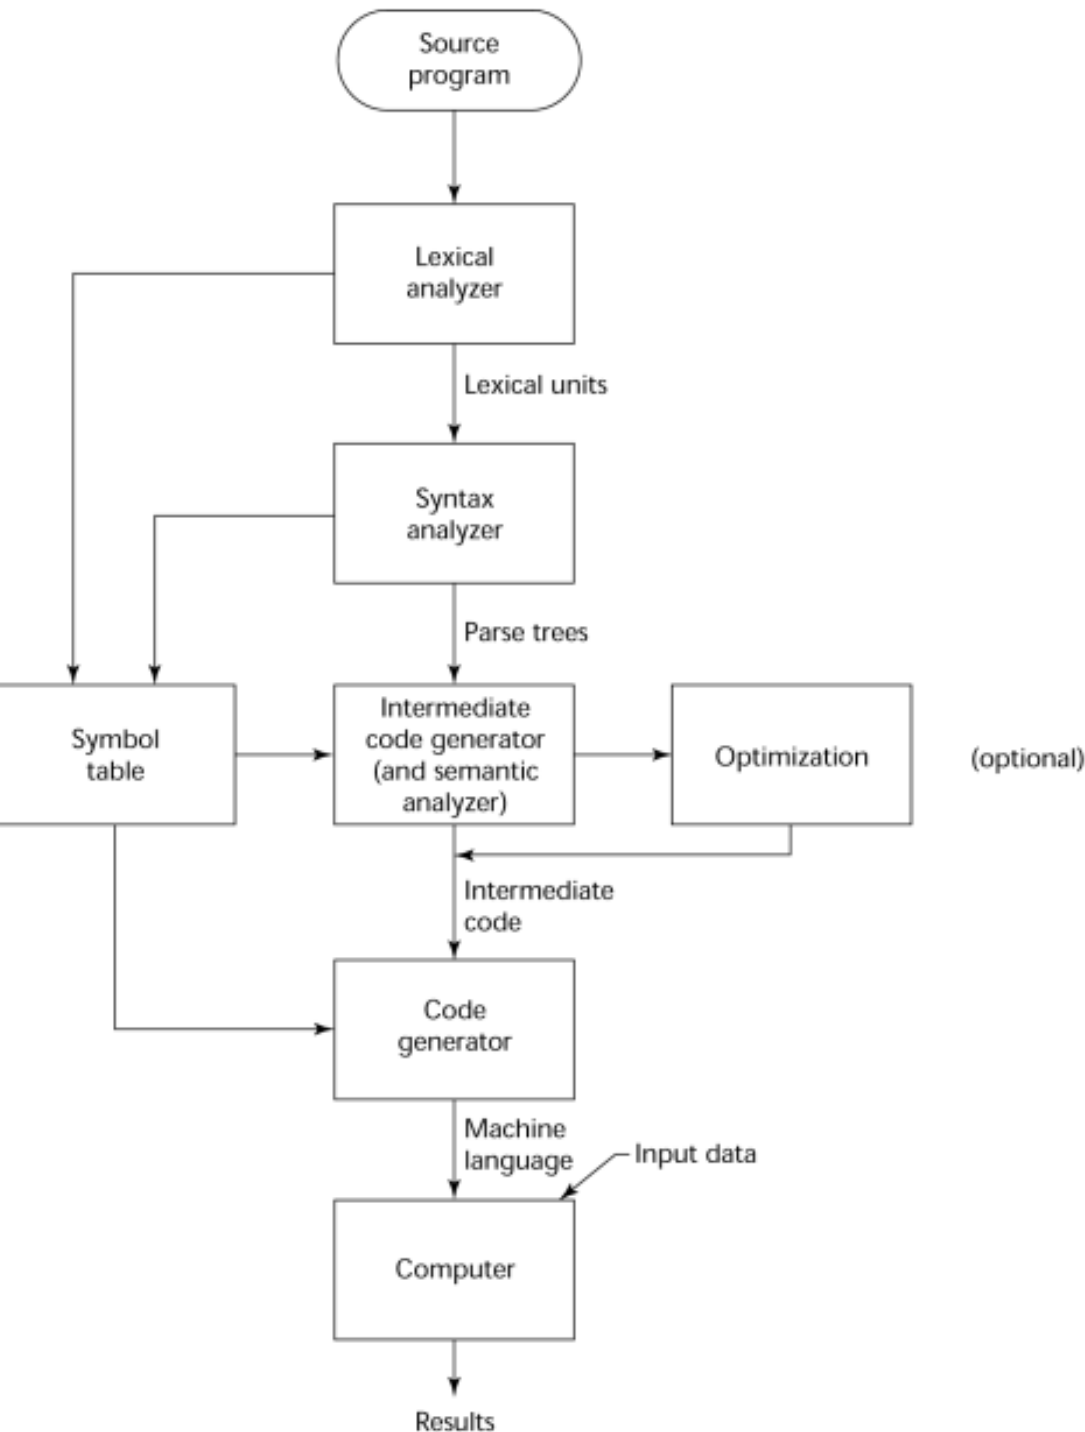 Source
program
Lexical
analyzer
Lexical units
Syntax
analyzer
Parse trees
Symbol
table
Intermediate
code generator
(and semantic
analyzer)
Optimization
(optional)
Intermediate
code
Code
generator
Machine
language
Input data
Computer
Results